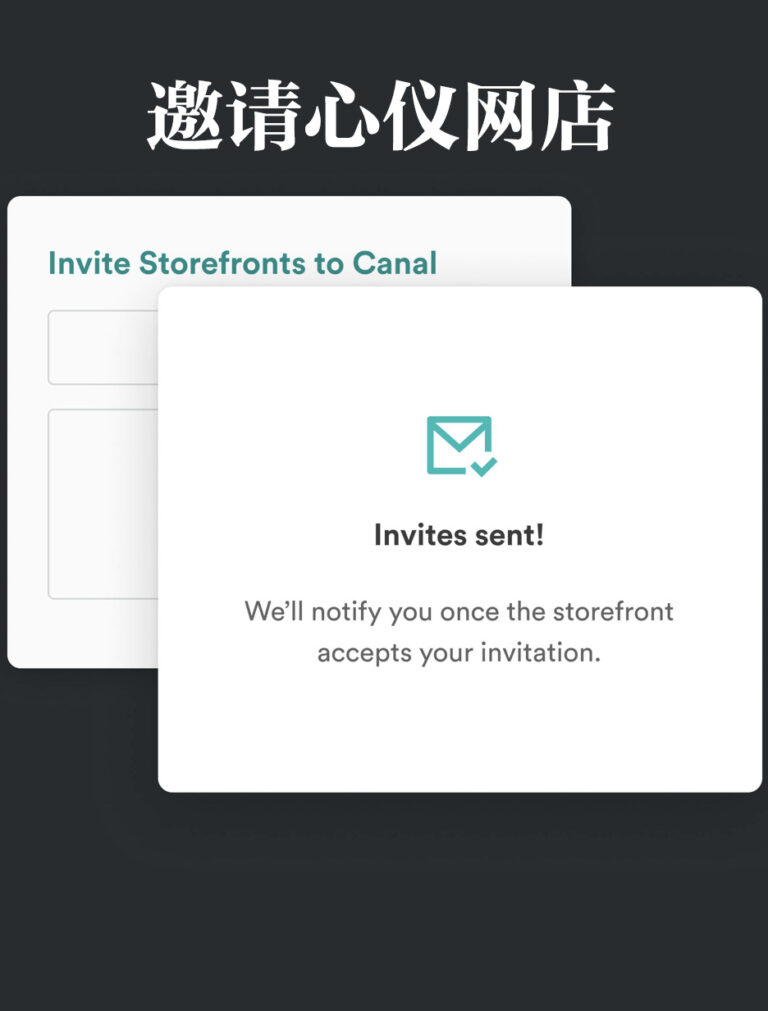 邀请心仪网店
Invite Storefronts to Canal
Invites sent!
We’ll notify you once the storefront
accepts your invitation.